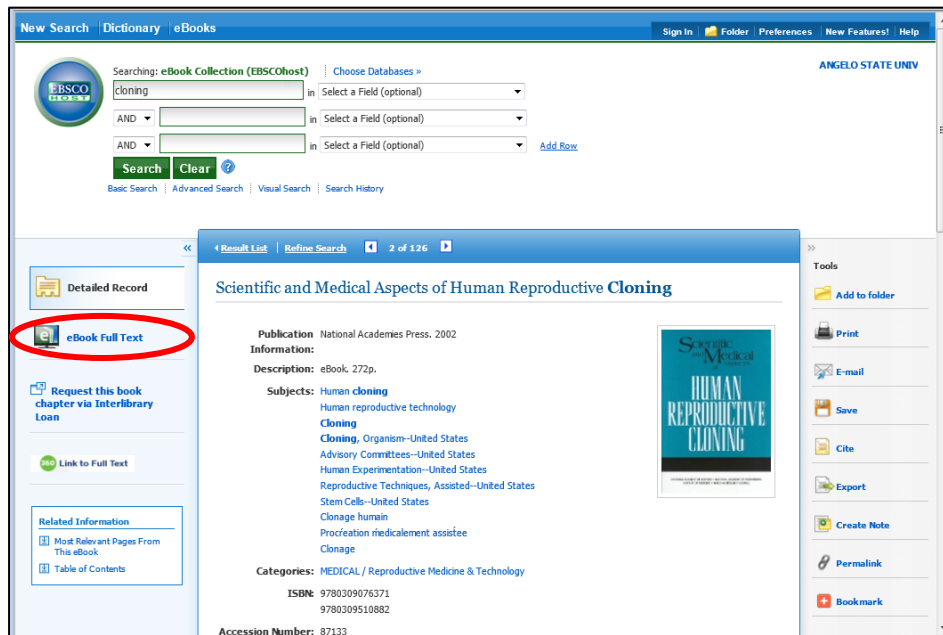 New Search Dictionary eBooks
Sign In Folder Preferences New Features! Help
EBSCO
HOST
Searching: eBook Collection (EBSCOhost) Choose Databases »
ANGELO STATE UNIV
cloning in Select a Field (optional)
AND in Select a Field (optional)
AND in Select a Field (optional) Add Row
Search Clear ?
Basic Search Advanced Search Visual Search Search History
«
Result List Refine Search 2 of 126
»
Tools
Detailed Record
eBook Full Text
Request this book
chapter via Interlibrary
Loan
360 Link to Full Text
Related Information
Most Relevant Pages From
This eBook
Table of Contents
Scientific and Medical Aspects of Human Reproductive Cloning
Publication Information: National Academies Press. 2002
Description: eBook. 272p.
Subjects: Human cloning
Human reproductive technology
Cloning
Cloning, Organism--United States
Advisory Committees--United States
Human Experimentation--United States
Reproductive Techniques, Assisted--United States
Stem Cells--United States
Clonage humain
Procréation médicalement assistée
Clonage
Categories: MEDICAL / Reproductive Medicine & Technology
ISBN: 9780309076371
9780309510882
Accession Number: 87133
Scientific
and Medical
ASPECTS
OF
HUMAN
REPRODUCTIVE
CLONING
Add to folder
Print
E-mail
Save
Cite
Export
Create Note
Permalink
Bookmark